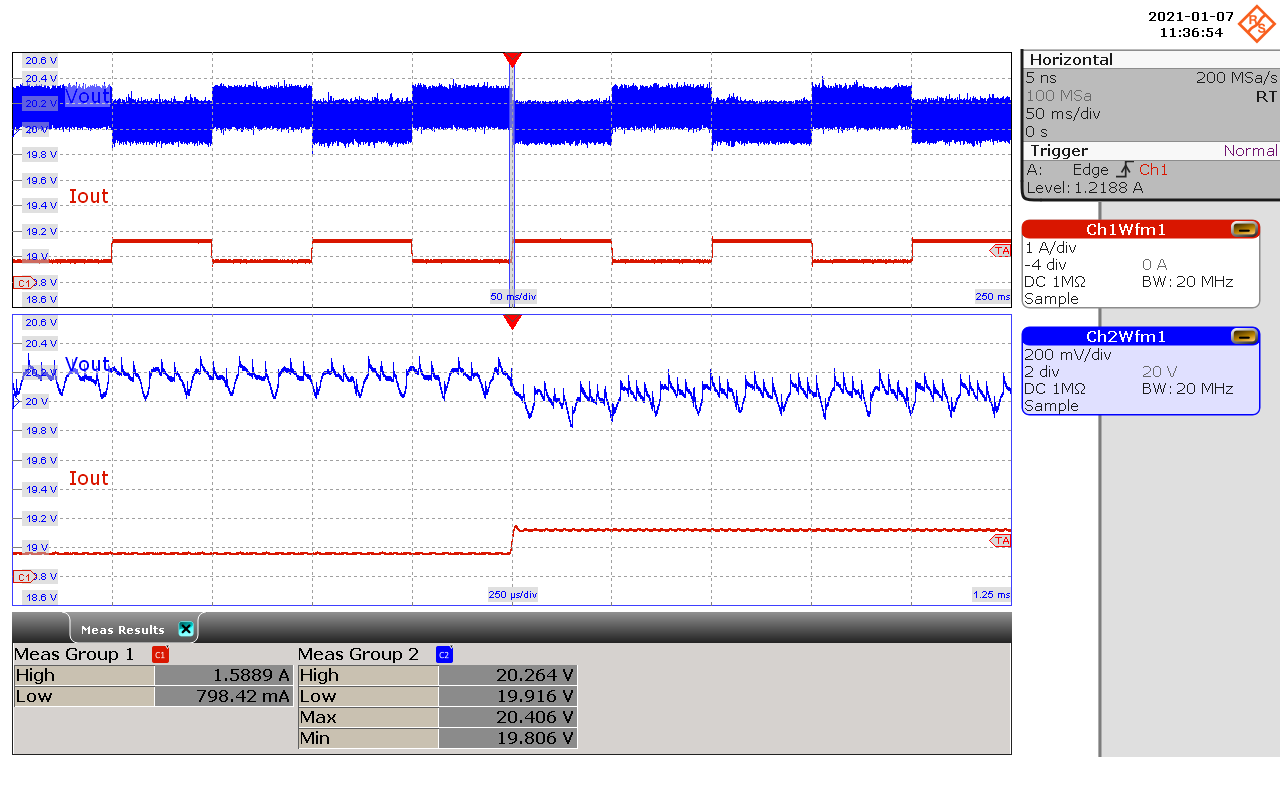 2021-01-07
11:36:54
R&S
20.6 V
20.4 V
20.2 V
Vout
20 V
19.8 V
19.6 V
Iout
19.4 V
19.2 V
19 V
TA
C1
8.8 V
18.6 V
50 ms/div
250 ms
20.6 V
20.4 V
20.2 V
Vout
20 V
19.8 V
19.6 V
Iout
19.4 V
19.2 V
19 V
TA
C1
8.8 V
18.6 V
250 µs/div
1.25 ms
Horizontal
5 ns 200 MSa/s
100 MSa RT
50 ms/div
0 s
Trigger Normal
A: Edge Ch1
Level: 1.2188 A
Ch1Wfm1
1 A/div
-4 div 0 A
DC 1MΩ BW: 20 MHz
Sample
Ch2Wfm1
200 mV/div
2 div 20 V
DC 1MΩ BW: 20 MHz
Sample
Meas Results
Meas Group 1 C1
High 1.5889 A
Low 798.42 mA
Meas Group 2 C2
High 20.264 V
Low 19.916 V
Max 20.406 V
Min 19.806 V